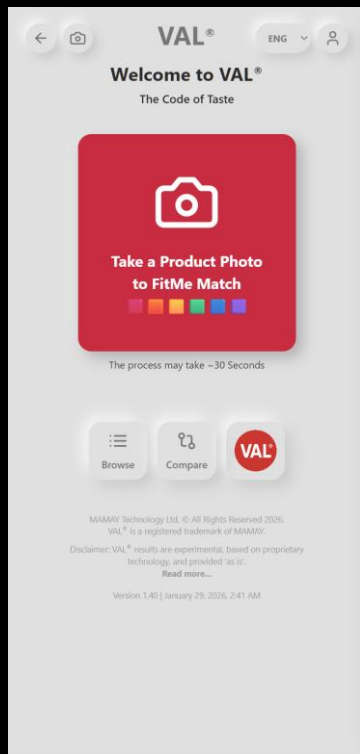 VAL®
ENG
Welcome to VAL®
The Code of Taste
Take a Product Photo
to FitMe Match
The process may take ~30 Seconds
Browse
Compare
VAL®
MAMAY Technology Ltd. © All Rights Reserved 2026.
VAL® is a registered trademark of MAMAY.
Disclaimer: VAL® results are experimental, based on proprietary
technology, and provided 'as is'.
Read more...
Version 1.40 | January 29, 2026, 2:41 AM